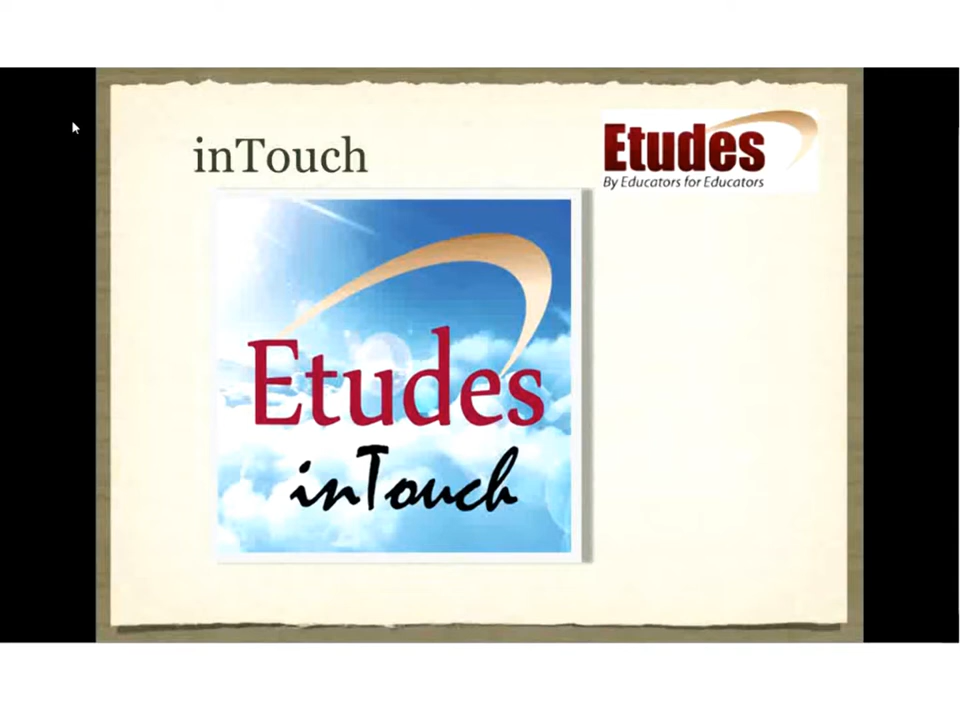 inTouch
Etudes
By Educators for Educators
Etudes
inTouch